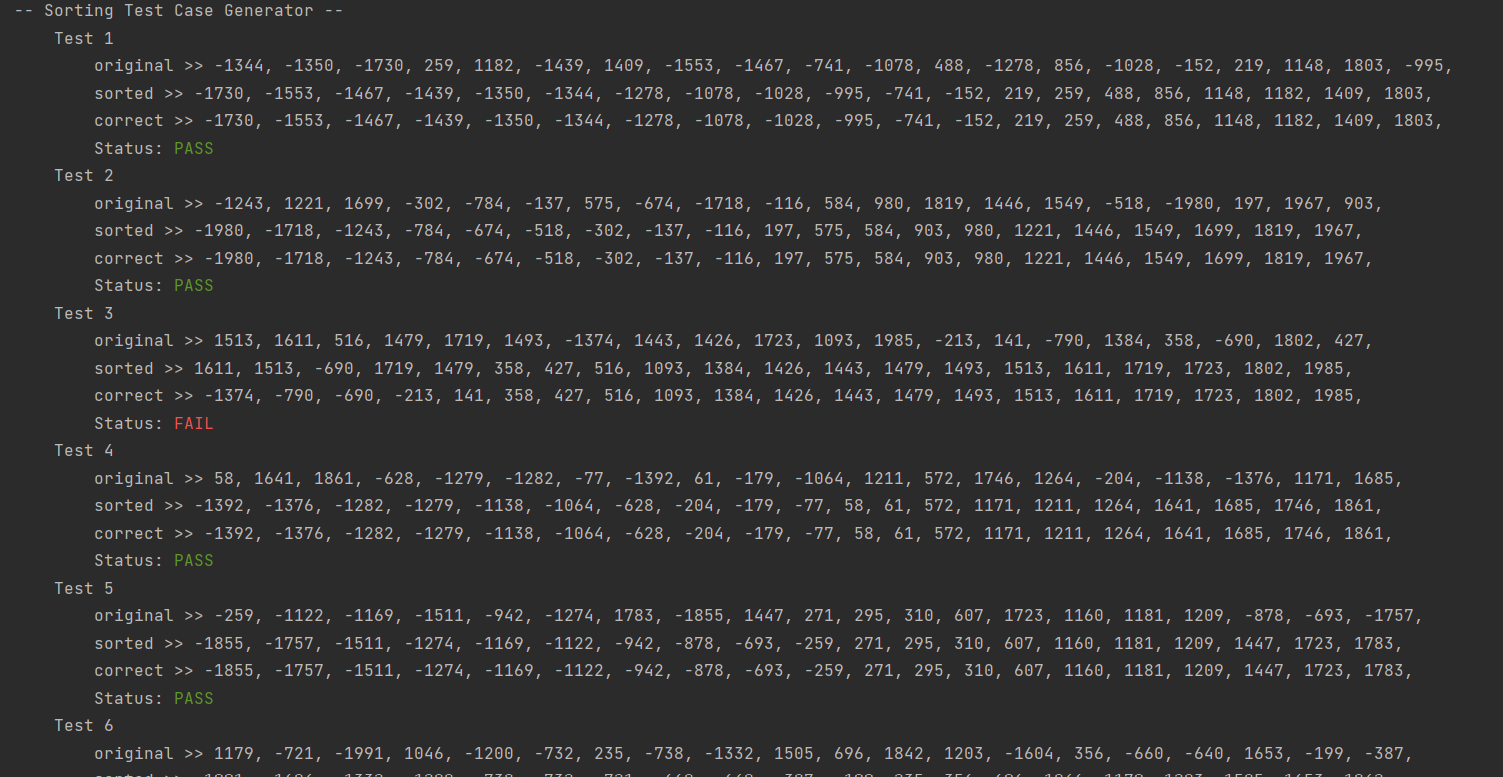 -- Sorting Test Case Generator --
Test 1
original >> -1344, -1350, -1730, 259, 1182, -1439, 1409, -1553, -1467, -741, -1078, 488, -1278, 856, -1028, -152, 219, 1148, 1803, -995,
sorted >> -1730, -1553, -1467, -1439, -1350, -1344, -1278, -1078, -1028, -995, -741, -152, 219, 259, 488, 856, 1148, 1182, 1409, 1803,
correct >> -1730, -1553, -1467, -1439, -1350, -1344, -1278, -1078, -1028, -995, -741, -152, 219, 259, 488, 856, 1148, 1182, 1409, 1803,
Status: PASS
Test 2
original >> -1243, 1221, 1699, -302, -784, -137, 575, -674, -1718, -116, 584, 980, 1819, 1446, 1549, -518, -1980, 197, 1967, 903,
sorted >> -1980, -1718, -1243, -784, -674, -518, -302, -137, -116, 197, 575, 584, 903, 980, 1221, 1446, 1549, 1699, 1819, 1967,
correct >> -1980, -1718, -1243, -784, -674, -518, -302, -137, -116, 197, 575, 584, 903, 980, 1221, 1446, 1549, 1699, 1819, 1967,
Status: PASS
Test 3
original >> 1513, 1611, 516, 1479, 1719, 1493, -1374, 1443, 1426, 1723, 1093, 1985, -213, 141, -790, 1384, 358, -690, 1802, 427,
sorted >> 1611, 1513, -690, 1719, 1479, 358, 427, 516, 1093, 1384, 1426, 1443, 1479, 1493, 1513, 1611, 1719, 1723, 1802, 1985,
correct >> -1374, -790, -690, -213, 141, 358, 427, 516, 1093, 1384, 1426, 1443, 1479, 1493, 1513, 1611, 1719, 1723, 1802, 1985,
Status: FAIL
Test 4
original >> 58, 1641, 1861, -628, -1279, -1282, -77, -1392, 61, -179, -1064, 1211, 572, 1746, 1264, -204, -1138, -1376, 1171, 1685,
sorted >> -1392, -1376, -1282, -1279, -1138, -1064, -628, -204, -179, -77, 58, 61, 572, 1171, 1211, 1264, 1641, 1685, 1746, 1861,
correct >> -1392, -1376, -1282, -1279, -1138, -1064, -628, -204, -179, -77, 58, 61, 572, 1171, 1211, 1264, 1641, 1685, 1746, 1861,
Status: PASS
Test 5
original >> -259, -1122, -1169, -1511, -942, -1274, 1783, -1855, 1447, 271, 295, 310, 607, 1723, 1160, 1181, 1209, -878, -693, -1757,
sorted >> -1855, -1757, -1511, -1274, -1169, -1122, -942, -878, -693, -259, 271, 295, 310, 607, 1160, 1181, 1209, 1447, 1723, 1783,
correct >> -1855, -1757, -1511, -1274, -1169, -1122, -942, -878, -693, -259, 271, 295, 310, 607, 1160, 1181, 1209, 1447, 1723, 1783,
Status: PASS
Test 6
original >> 1179, -721, -1991, 1046, -1200, -732, 235, -738, -1332, 1505, 696, 1842, 1203, -1604, 356, -660, -640, 1653, -199, -387,